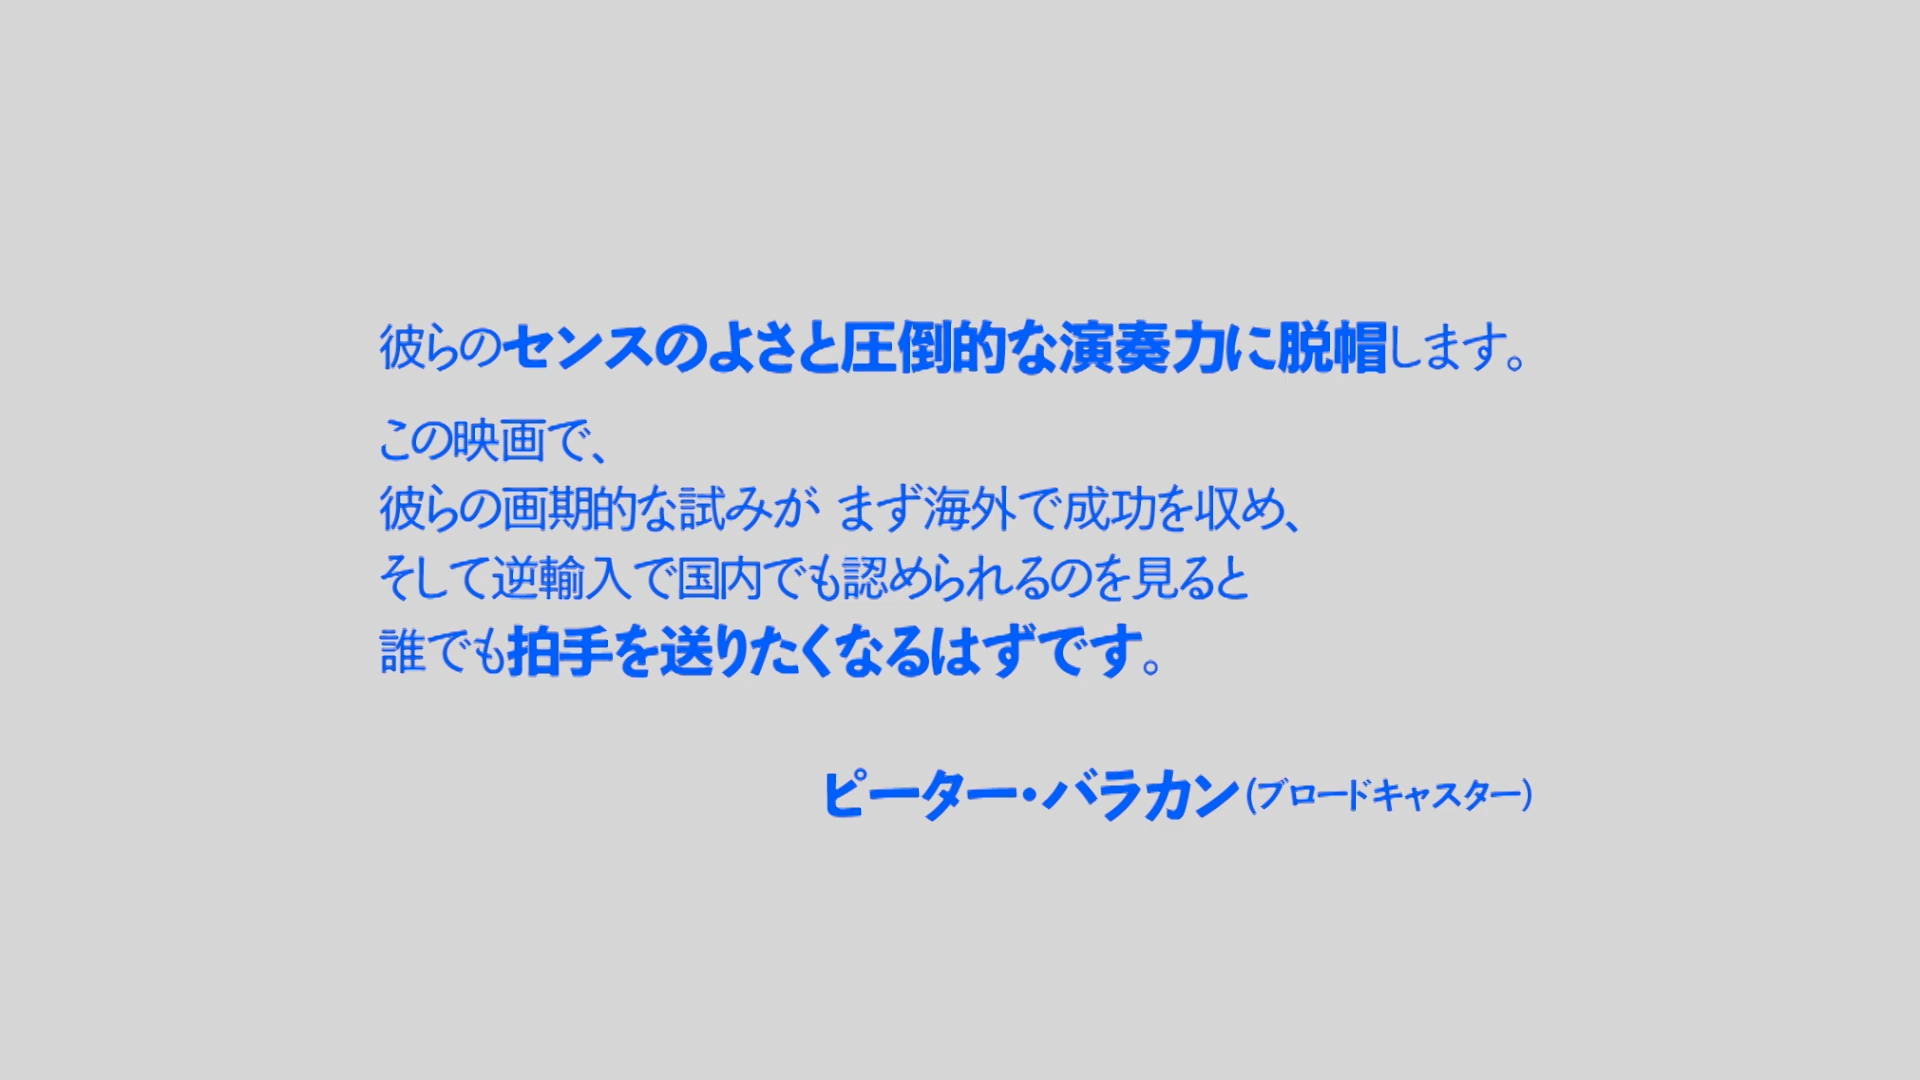 彼らのセンスのよさと圧倒的な演奏力に脱帽します。
この映画で、
彼らの画期的な試みが まず海外で成功を収め、
そして逆輸入で国内でも認められるのを見ると
誰でも拍手を送りたくなるはずです。
ピーター・バラカン(ブロードキャスター)